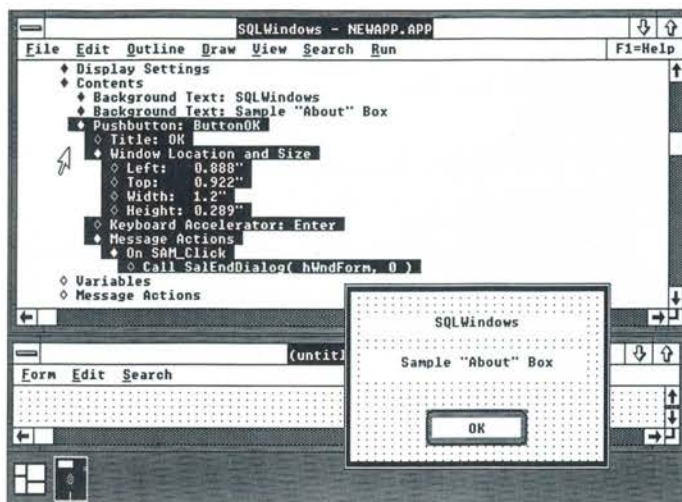 SQLWindows - NEWAPP.APP
File Edit Outline Draw View Search Run F1=Help
Display Settings
Contents
Background Text: SQLWindows
Background Text: Sample "About" Box
Pushbutton: ButtonOK
Title: OK
Window Location and Size
Left: 0.888"
Top: 0.922"
Width: 1.2"
Height: 0.289"
Keyboard Accelerator: Enter
Message Actions
On SAM_Click
Call SalEndDialog( hWndForm, 0 )
Variables
Message Actions
(untitl
Form Edit Search
SQLWindows
Sample "About" Box
OK